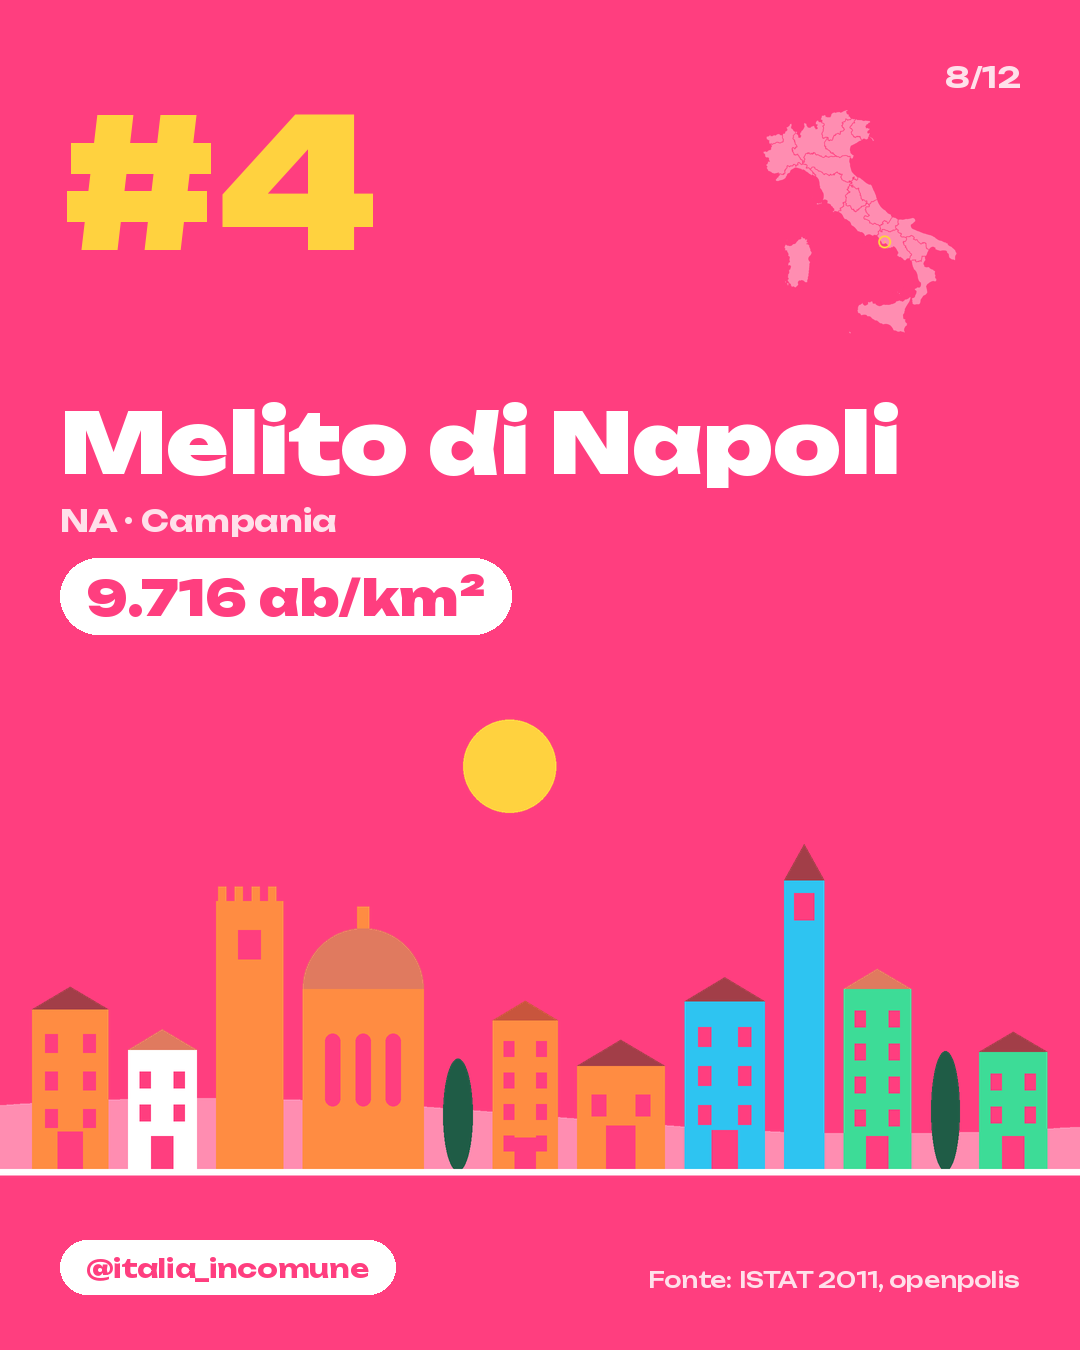 8/12
#4
Melito di Napoli
NA · Campania
9.716 ab/km²
@italia_incomune
Fonte: ISTAT 2011, openpolis